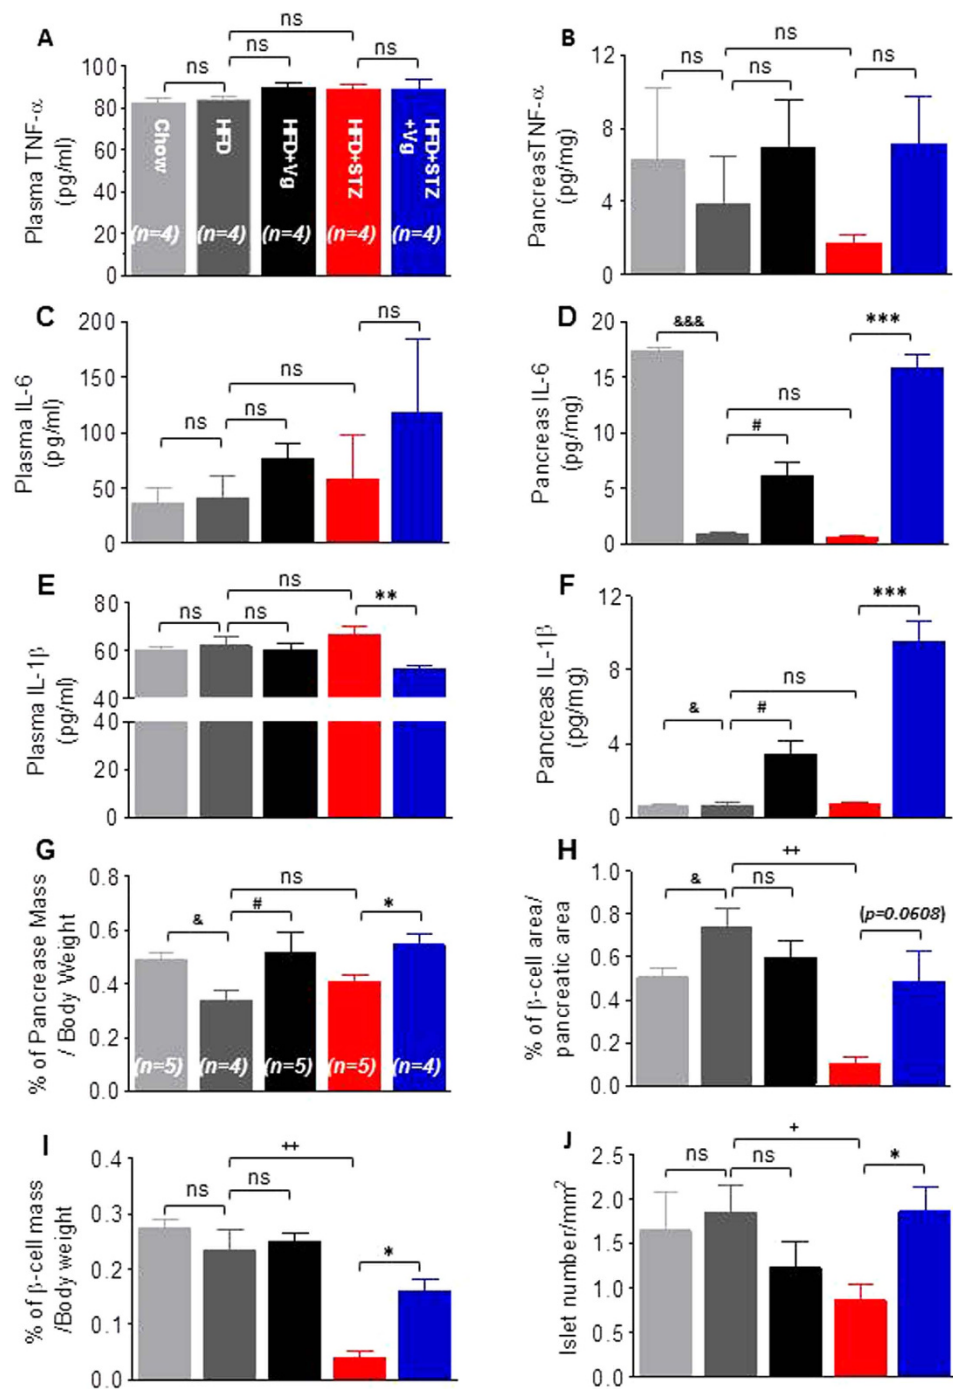 A
ns
ns
ns
ns
Plasma TNF-α
(pg/ml)
100
80
60
40
20
0
Chow
HFD
HFD+Vg
HFD+STZ
HFD+STZ
+Vg
(n=4)
(n=4)
(n=4)
(n=4)
(n=4)
B
ns
ns
ns
ns
PancreasTNF-α
(pg/mg)
12
8
4
0
C
ns
ns
ns
ns
Plasma IL-6
(pg/ml)
200
150
100
50
0
D
&&&
***
ns
#
Pancreas IL-6
(pg/mg)
20
15
10
5
0
E
ns
ns
ns
**
Plasma IL-1β
(pg/ml)
80
60
40
40
20
0
F
***
ns
&
#
Pancreas IL-1β
(pg/mg)
12
8
4
0
G
ns
&
#
*
% of Pancrease Mass
/ Body Weight
0.8
0.6
0.4
0.2
0.0
(n=5)
(n=4)
(n=5)
(n=5)
(n=4)
H
++
&
ns
(p=0.0608)
% of β-cell area/
pancreatic area
1.0
0.8
0.6
0.4
0.2
0.0
I
++
ns
ns
*
% of β-cell mass
/Body weight
0.4
0.3
0.2
0.1
0.0
J
+
ns
ns
*
Islet number/mm2
2.5
2.0
1.5
1.0
0.5
0.0